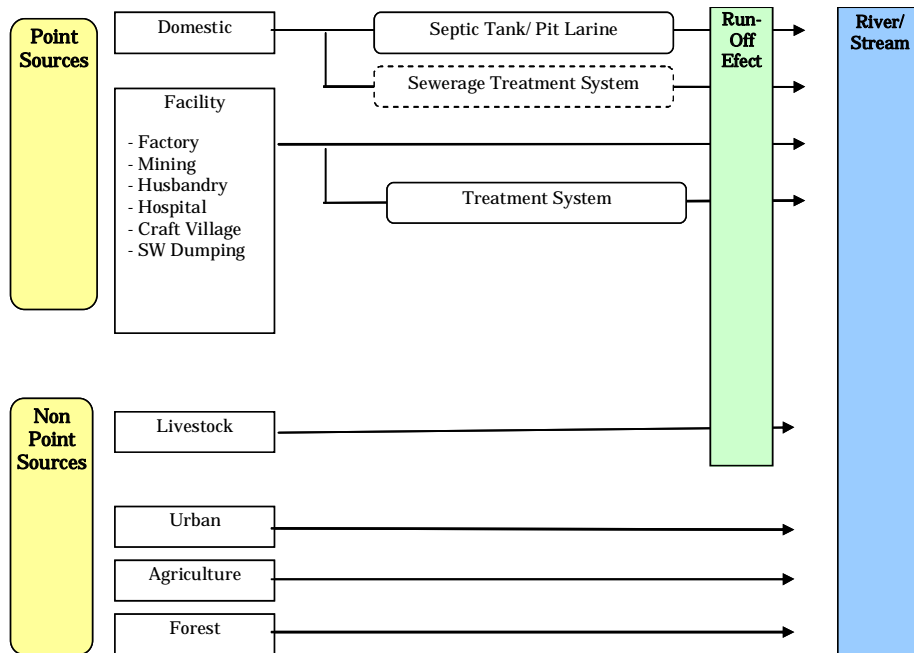 Point
Sources
Domestic
Septic Tank/ Pit Larine
Sewerage Treatment System
Facility
- Factory
- Mining
- Husbandry
- Hospital
- Craft Village
- SW Dumping
Treatment System
Run-
Off
Efect
River/
Stream
Non
Point
Sources
Livestock
Urban
Agriculture
Forest